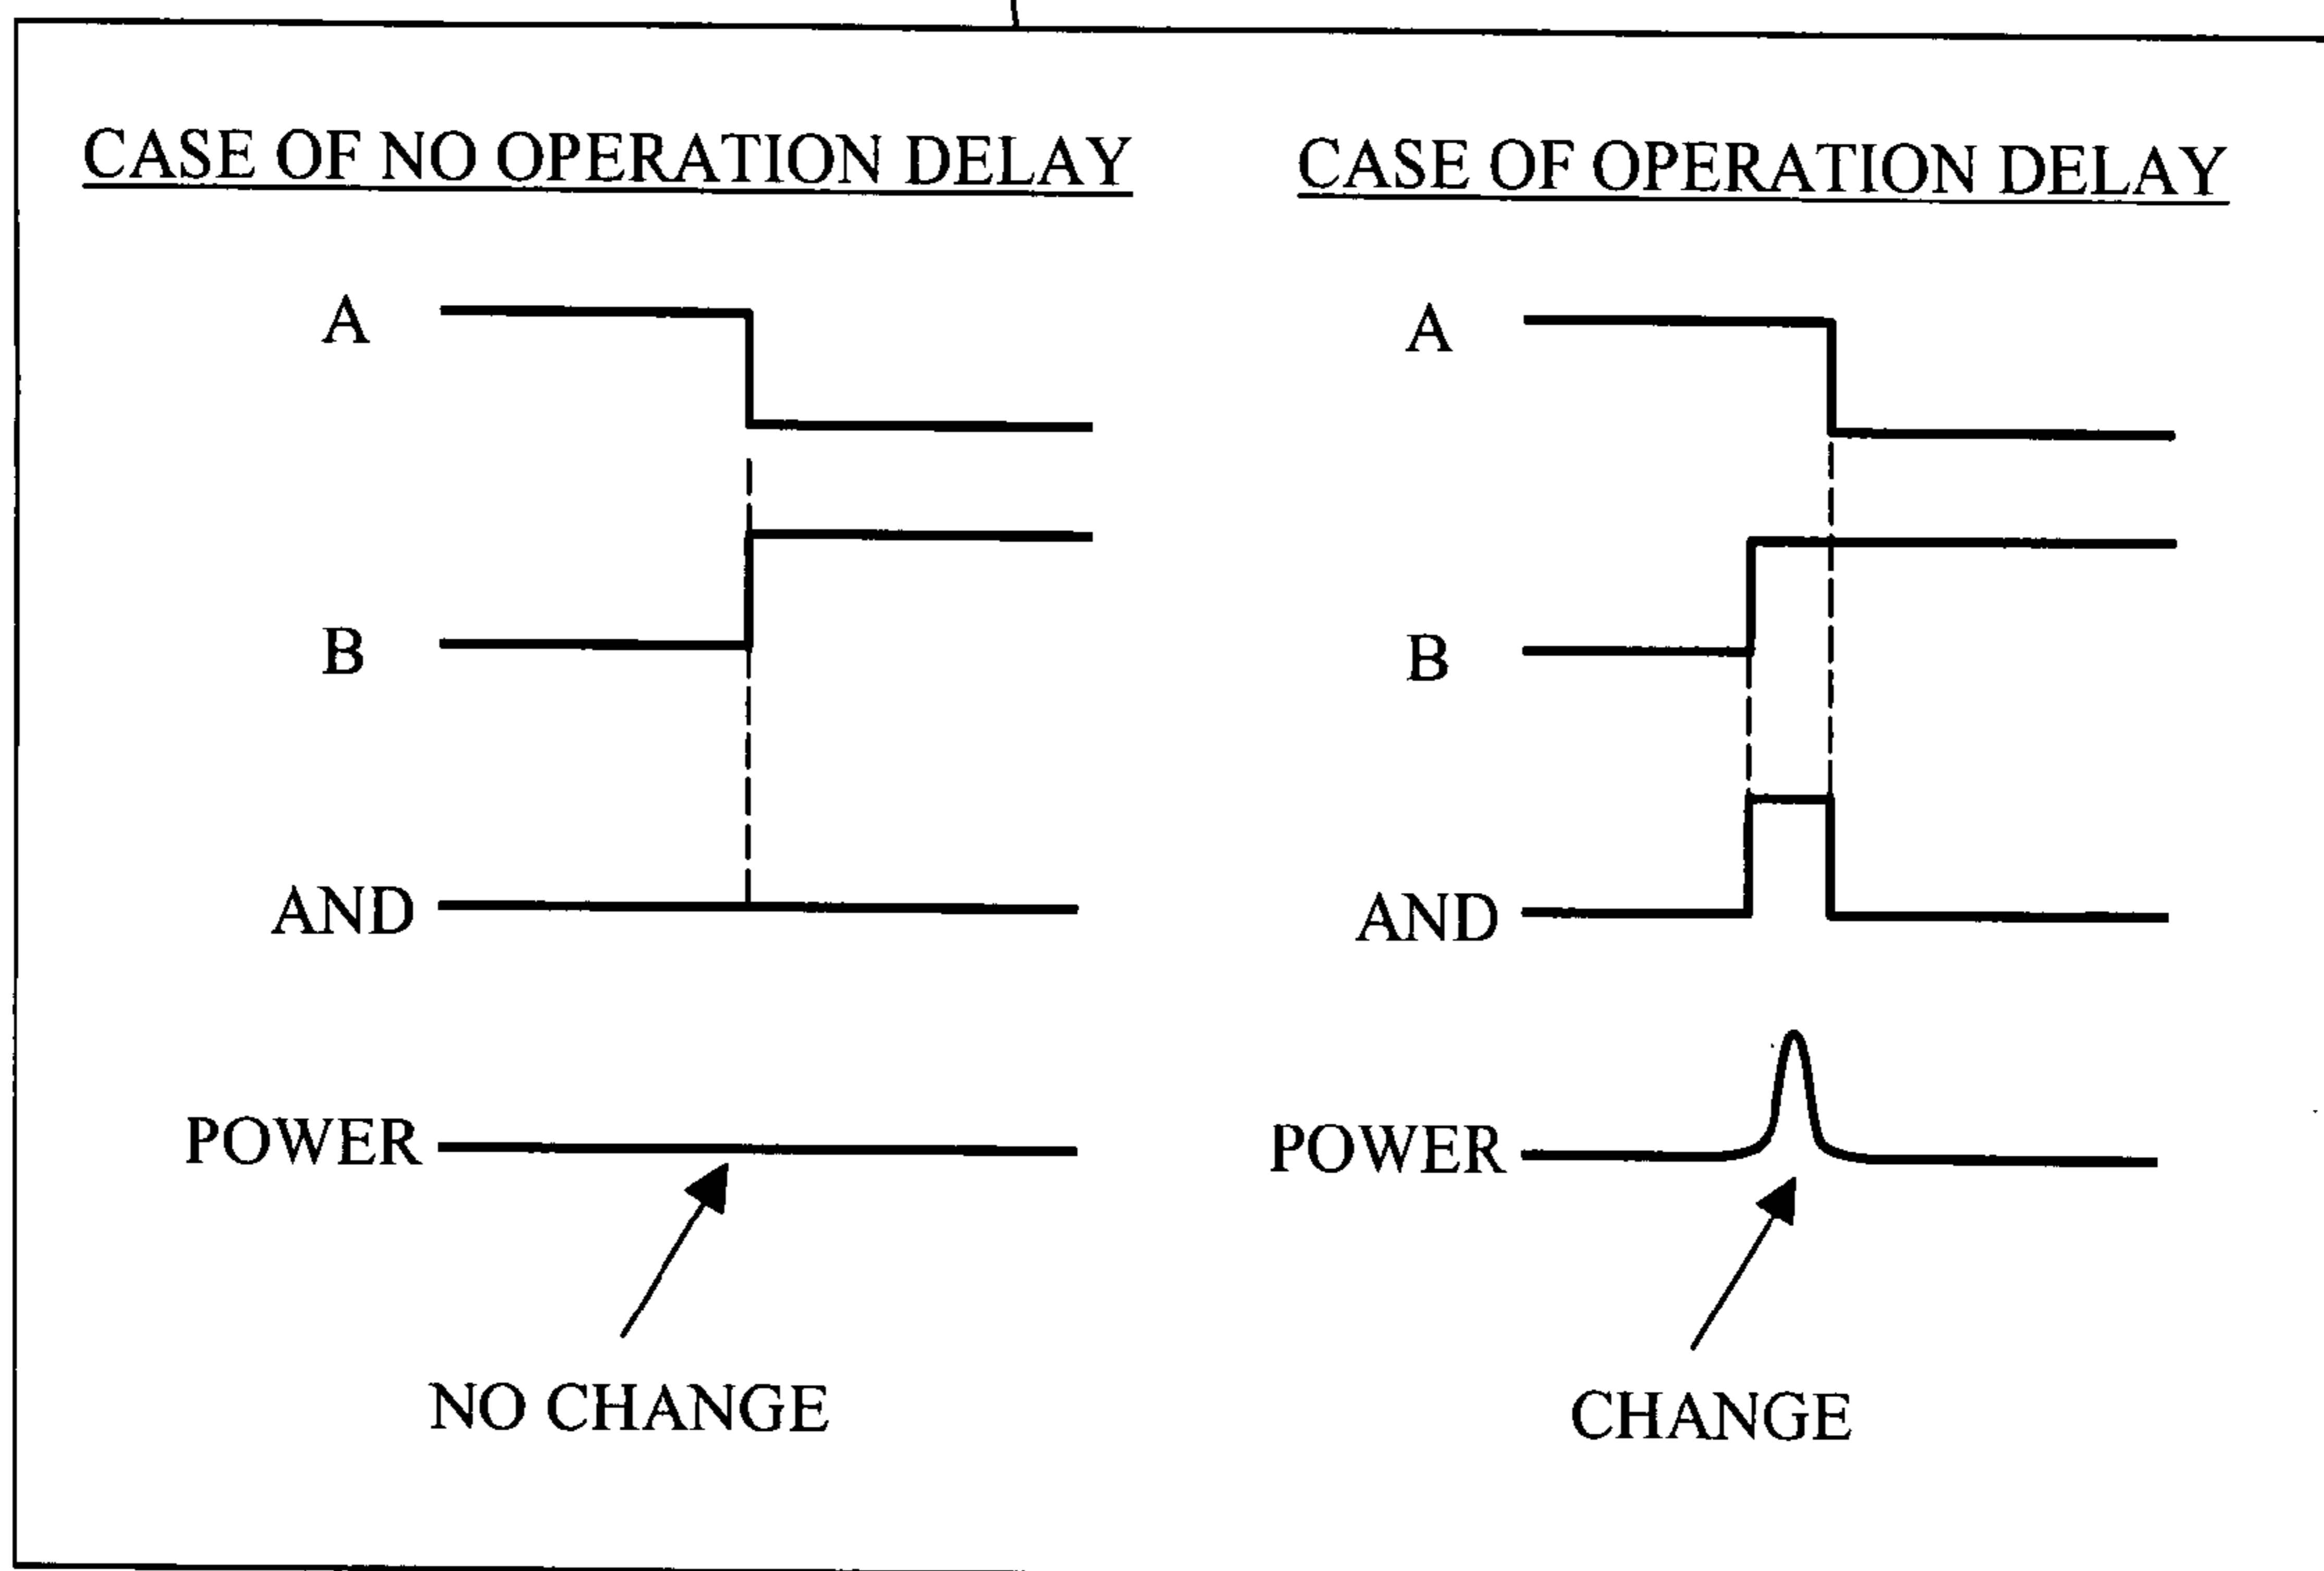 CASE OF NO OPERATION DELAY
A
B
AND
POWER
NO CHANGE
CASE OF OPERATION DELAY
A
B
AND
POWER
CHANGE